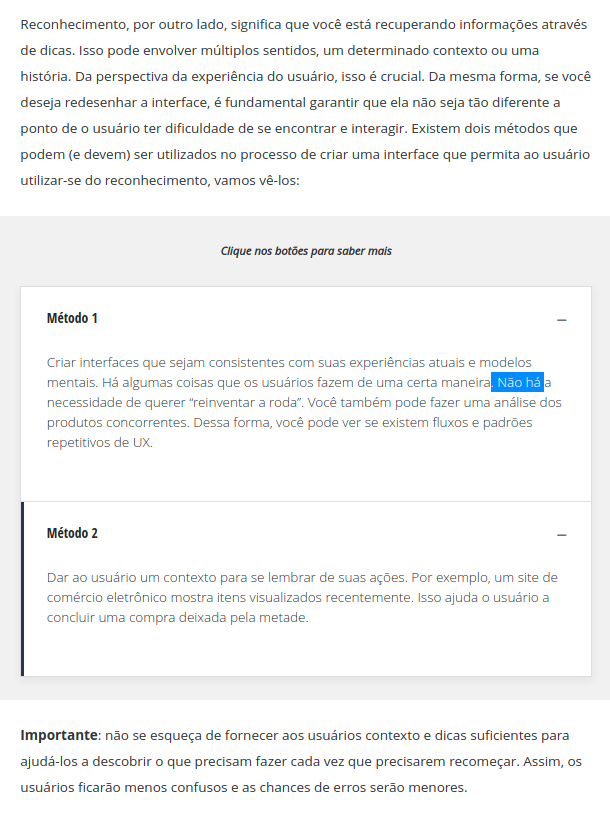 Reconhecimento, por outro lado, significa que você está recuperando informações através
de dicas. Isso pode envolver múltiplos sentidos, um determinado contexto ou uma
história. Da perspectiva da experiência do usuário, isso é crucial. Da mesma forma, se você
deseja redesenhar a interface, é fundamental garantir que ela não seja tão diferente a
ponto de o usuário ter dificuldade de se encontrar e interagir. Existem dois métodos que
podem (e devem) ser utilizados no processo de criar uma interface que permita ao usuário
utilizar-se do reconhecimento, vamos vê-los:
Clique nos botões para saber mais
Método 1
Criar interfaces que sejam consistentes com suas experiências atuais e modelos
mentais. Há algumas coisas que os usuários fazem de uma certa maneira. Não há a
necessidade de querer “reinventar a roda”. Você também pode fazer uma análise dos
produtos concorrentes. Dessa forma, você pode ver se existem fluxos e padrões
repetitivos de UX.
Método 2
Dar ao usuário um contexto para se lembrar de suas ações. Por exemplo, um site de
comércio eletrônico mostra itens visualizados recentemente. Isso ajuda o usuário a
concluir uma compra deixada pela metade.
Importante: não se esqueça de fornecer aos usuários contexto e dicas suficientes para
ajudá-los a descobrir o que precisam fazer cada vez que precisarem recomeçar. Assim, os
usuários ficarão menos confusos e as chances de erros serão menores.